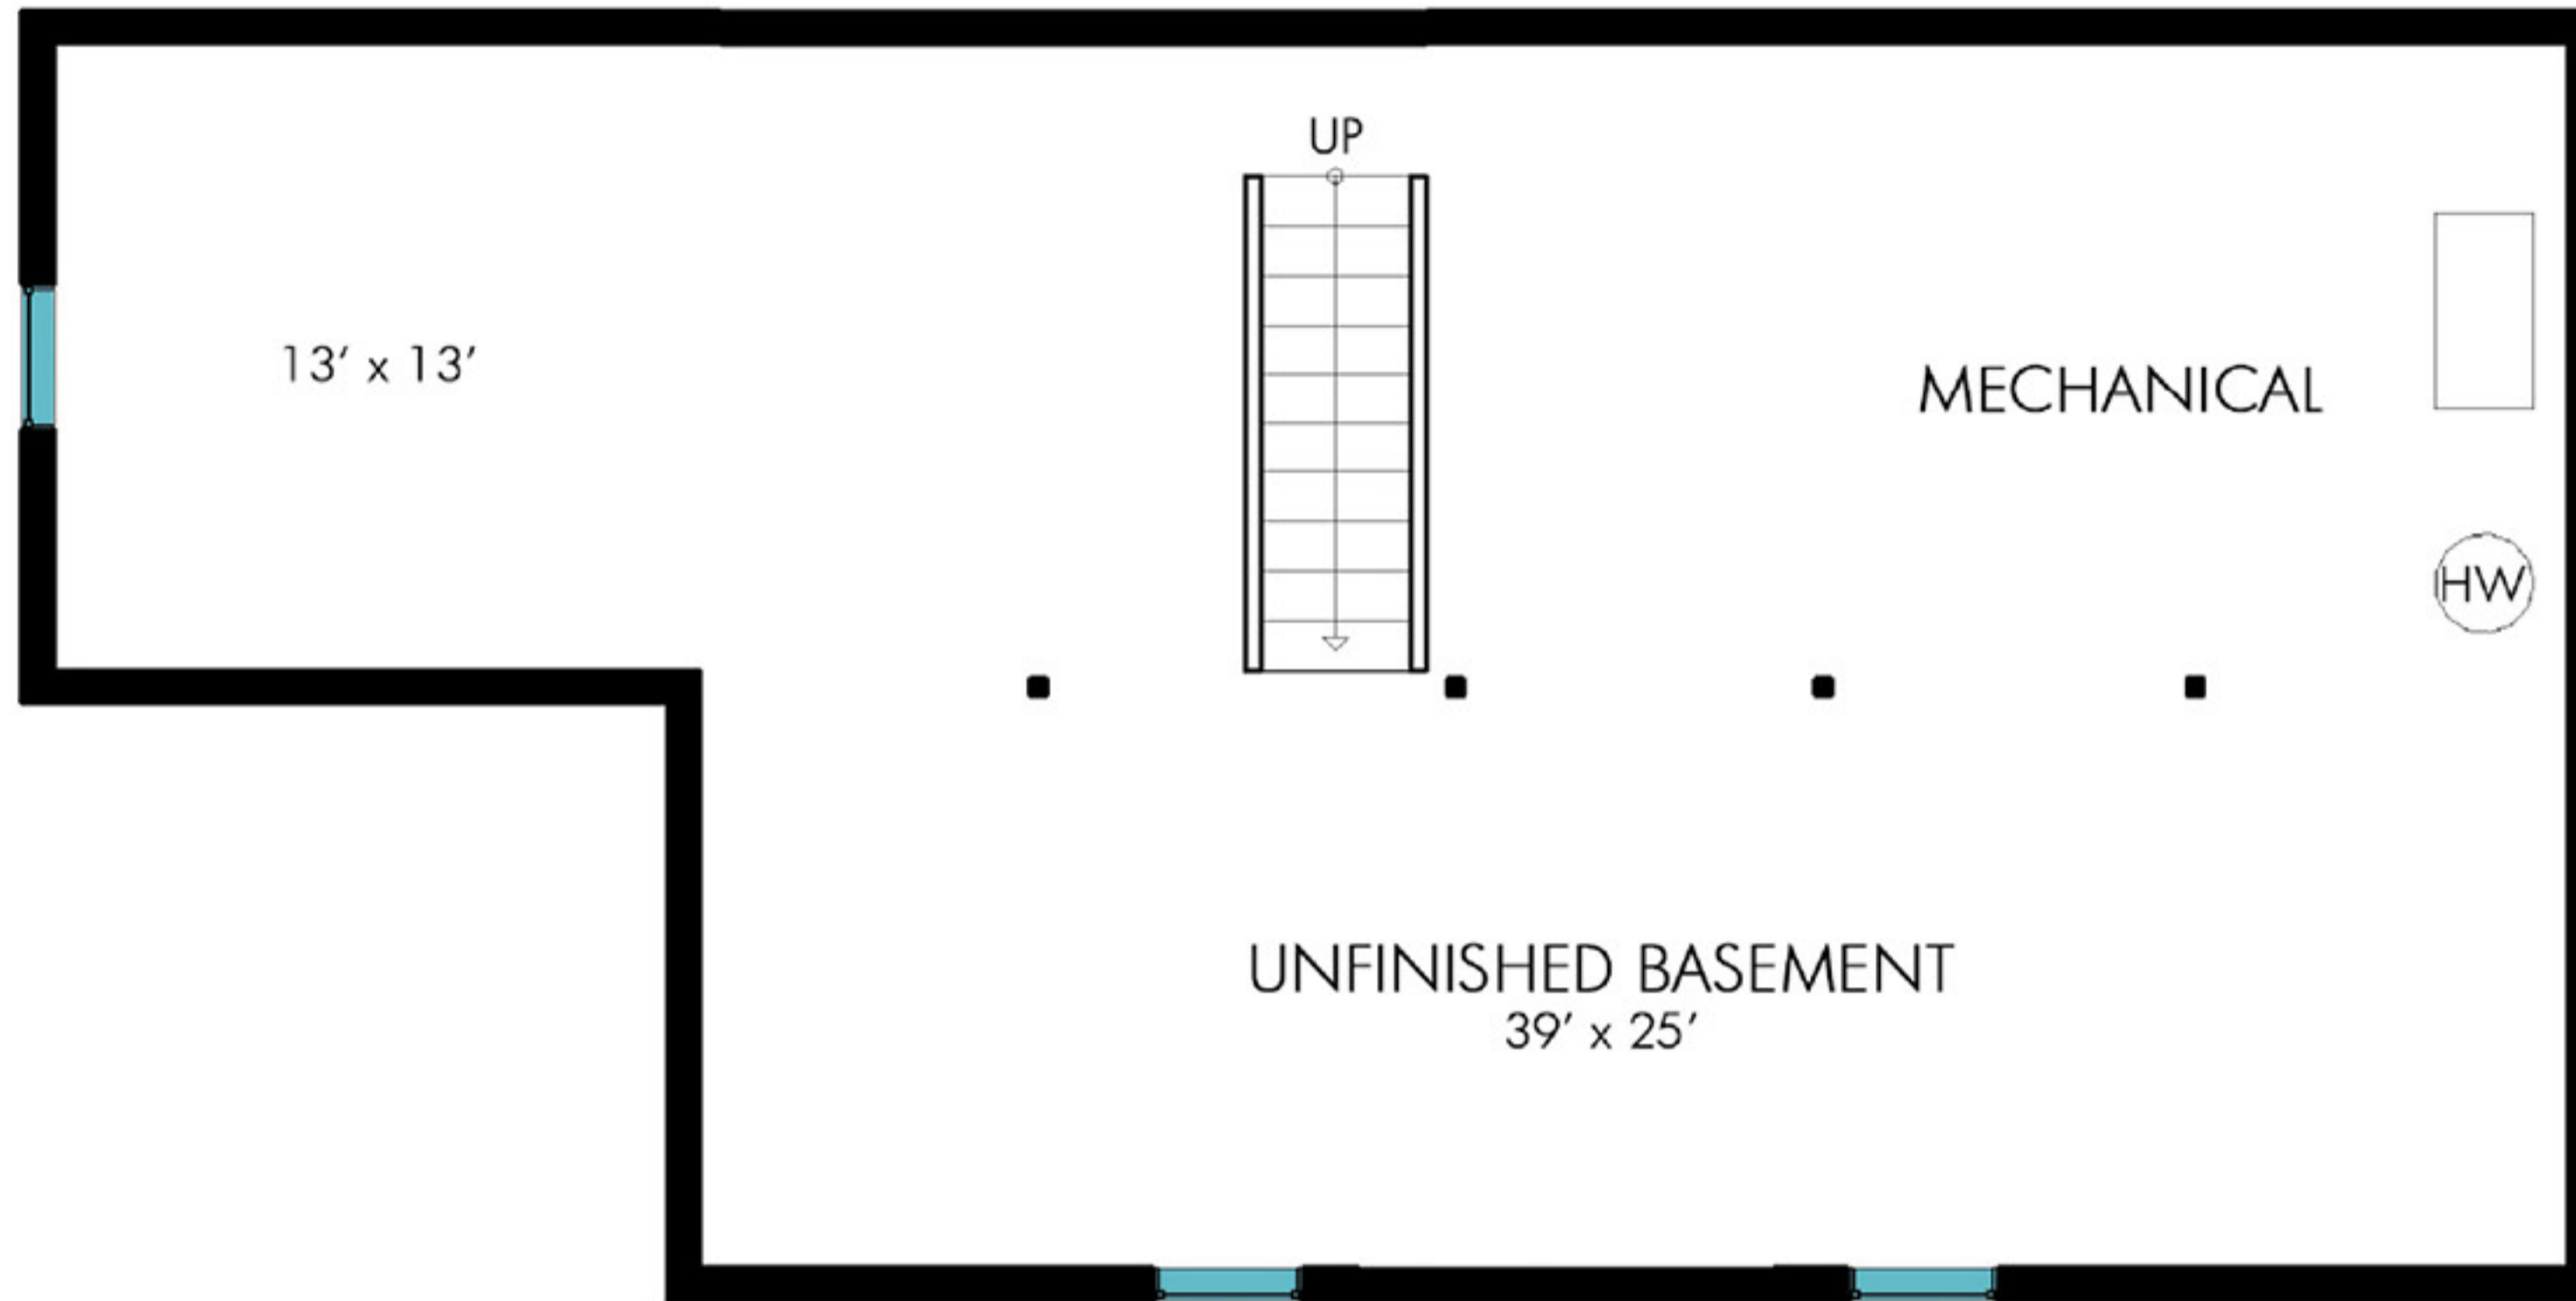 UP
13’ x 13’
MECHANICAL
HW
UNFINISHED BASEMENT
39’ x 25’